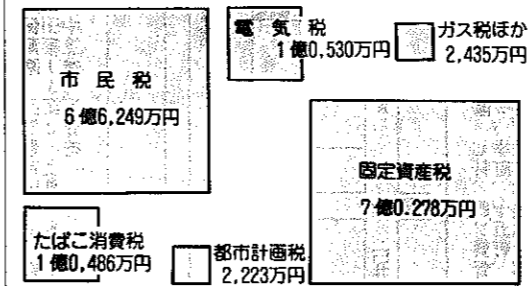 電気税
1億0,530万円
ガス税ほか
2,435万円
市民税
6億6,249万円
固定資産税
7億0.278万円
たばこ消費税
1億0,486万円
都市計画税
2,223万円